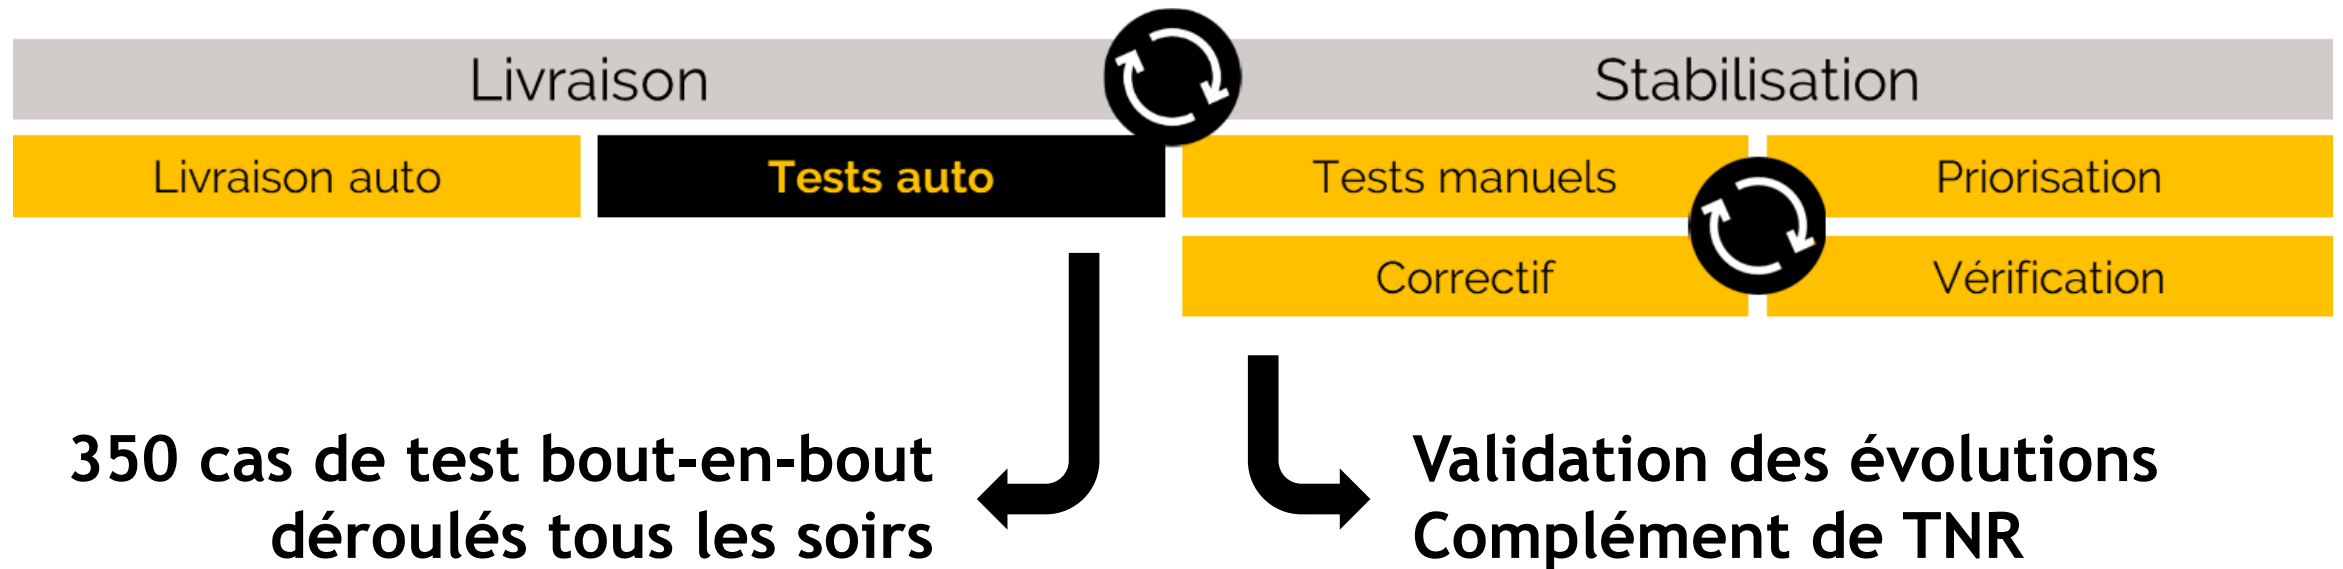 Livraison
Stabilisation
Livraison auto
Tests auto
Tests manuels
Priorisation
Correctif
Vérification
350 cas de test bout-en-bout
déroulés tous les soirs
Validation des évolutions
Complément de TNR